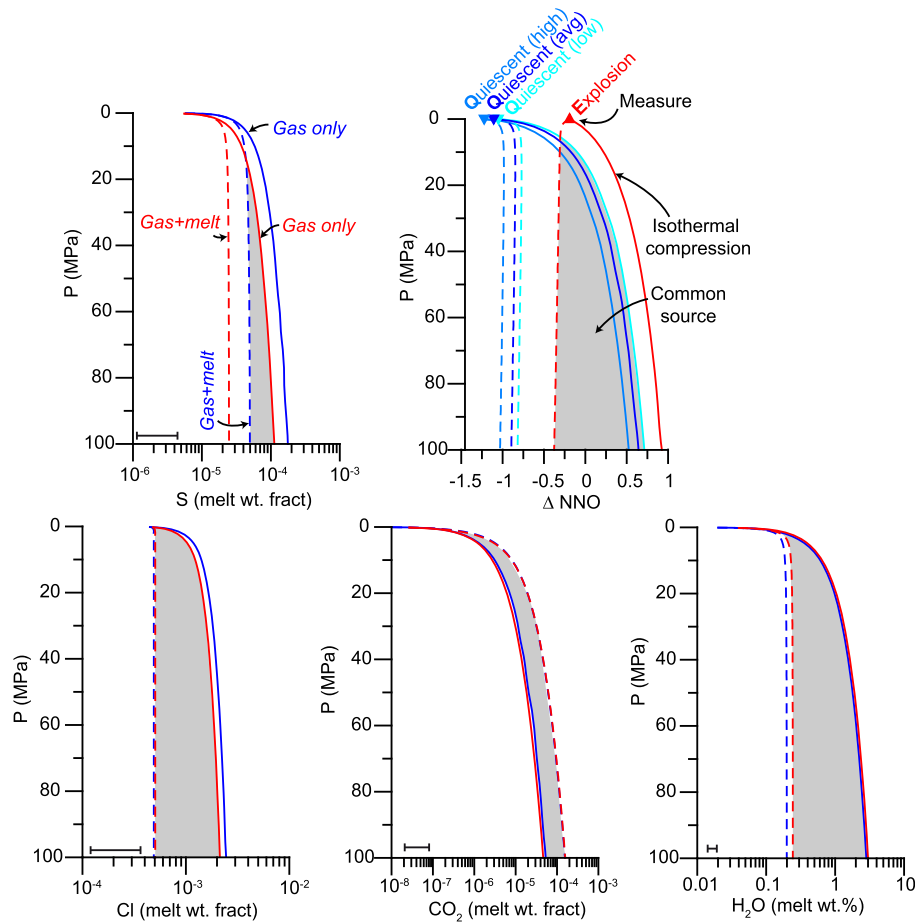 Quiescent (high)
Quiescent (avg)
Quiescent (low)
Explosion
Measure
Isothermal
compression
Common
source
P (MPa)
0
20
40
60
80
100
-1.5
-1
-0.5
0
0.5
1
Δ NNO
Gas only
Gas+melt
Gas only
Gas+melt
P (MPa)
0
20
40
60
80
100
10-6
10-5
10-4
10-3
S (melt wt. fract)
P (MPa)
0
20
40
60
80
100
10-4
10-3
10-2
Cl (melt wt. fract)
P (MPa)
0
20
40
60
80
100
10-8
10-7
10-6
10-5
10-4
10-3
CO2 (melt wt. fract)
P (MPa)
0
20
40
60
80
100
0.01
0.1
1
10
H2O (melt wt.%)